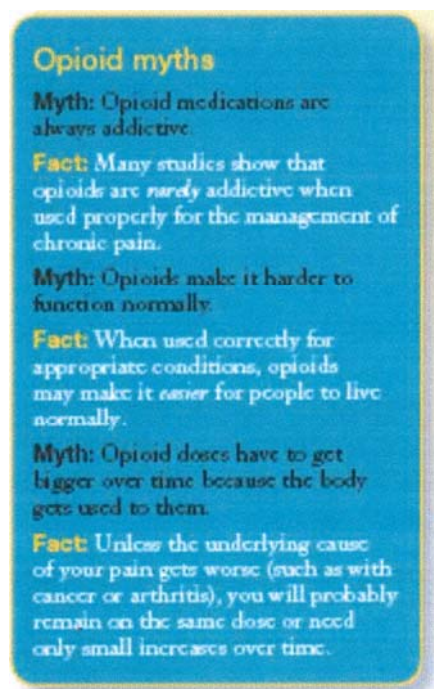 Opioid myths
Myth: Opioid medications are
always addictive.
Fact: Many studies show that
opioids are rarely addictive when
used properly for the management of
chronic pain.
Myth: Opioids make it harder to
function normally.
Fact: When used correctly for
appropriate conditions, opioids
may make it easier for people to live
normally.
Myth: Opioid doses have to get
bigger over time because the body
gets used to them.
Fact: Unless the underlying cause
of your pain gets worse (such as with
cancer or arthritis), you will probably
remain on the same dose or need
only small increases over time.